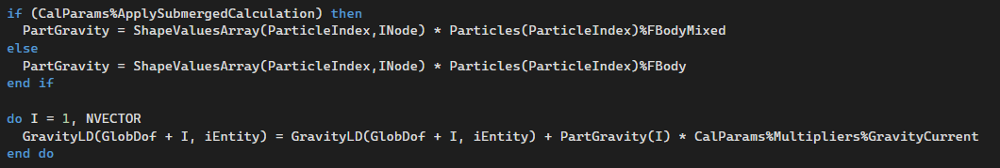 if (CalParams%ApplySubmergedCalculation) then
  PartGravity = ShapeValuesArray(ParticleIndex,INode) * Particles(ParticleIndex)%FBodyMixed
else
  PartGravity = ShapeValuesArray(ParticleIndex,INode) * Particles(ParticleIndex)%FBody
end if

do I = 1, NVECTOR
  GravityLD(GlobDof + I, iEntity) = GravityLD(GlobDof + I, iEntity) + PartGravity(I) * CalParams%Multipliers%GravityCurrent
end do